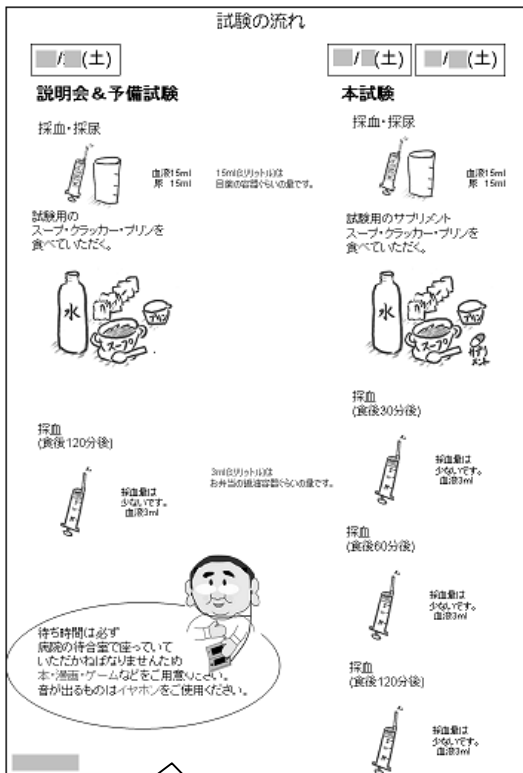 試験の流れ
/ (土)
説明会&予備試験
採血・採尿
血液15ml
尿 15ml
15ml(ミリットル)は
目薬の容器ぐらいの量です。
試験用の
スープ・クラッカー・プリンを
食べていただく。
水
プリン
スープ
採血
(食後120分後)
採血量は
少ないです。
血液3ml
3ml(ミリットル)は
お弁当の醤油容器ぐらいの量です。
待ち時間は必ず
病院の待合室で座っていて
いただかねばなりませんため
本・漫画・ゲームなどをご用意ください。
音が出るものはイヤホンをご使用ください。
/ (土)
/ (土)
本試験
採血・採尿
血液15ml
尿 15ml
試験用のサプリメント
スープ・クラッカー・プリンを
食べていただく。
水
プリン
スープ
サプリ
メント
採血
(食後30分後)
採血量は
少ないです。
血液3ml
採血
(食後60分後)
採血量は
少ないです。
血液3ml
採血
(食後120分後)
採血量は
少ないです。
血液3ml